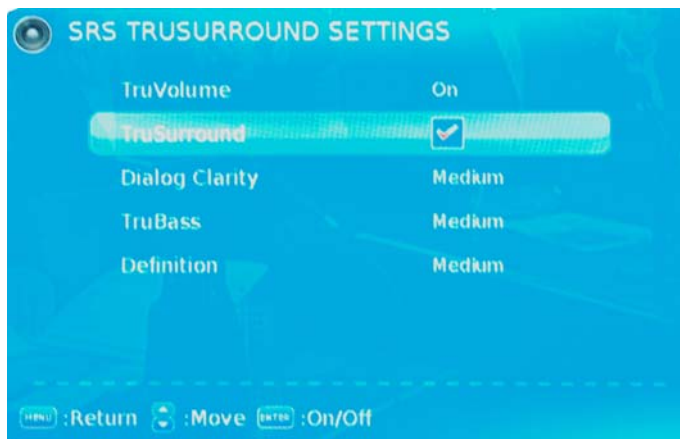 SRS TRUSURROUND SETTINGS
TruVolume On
TruSurround
Dialog Clarity Medium
TruBass Medium
Definition Medium
MENU :Return :Move ENTER :On/Off